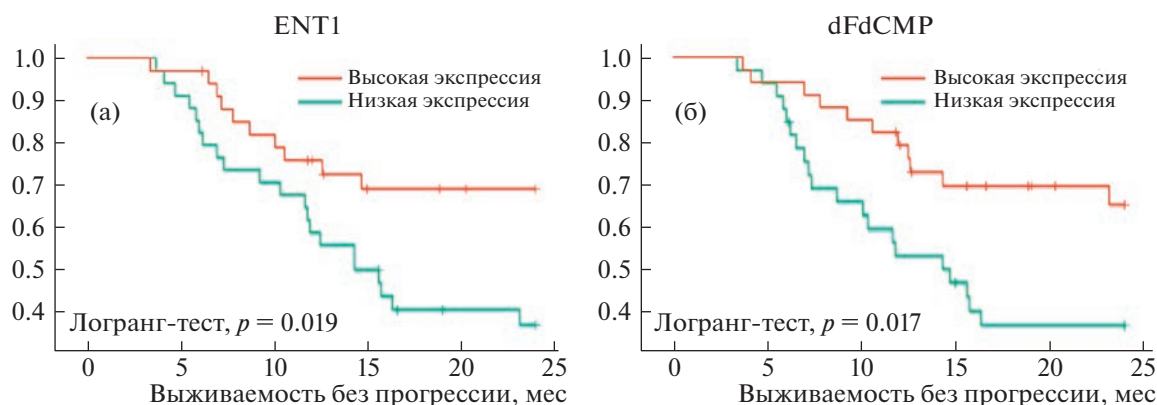 ENT1
1.0
0.9
0.8
0.7
0.6
0.5
0.4
(а)
Высокая экспрессия
Низкая экспрессия
Логранг-тест, p = 0.019
0 5 10 15 20 25
Выживаемость без прогрессии, мес
dFdCMP
1.0
0.9
0.8
0.7
0.6
0.5
0.4
(б)
Высокая экспрессия
Низкая экспрессия
Логранг-тест, p = 0.017
0 5 10 15 20 25
Выживаемость без прогрессии, мес